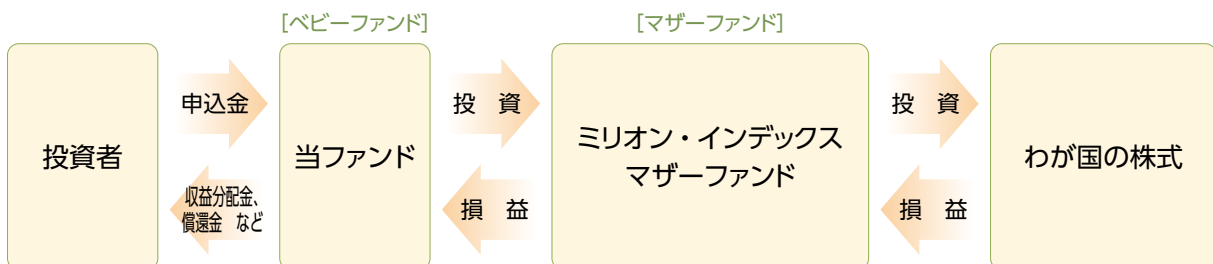 [ベビーファンド]
[マザーファンド]
投資者
申込金
収益分配金、
償還金 など
当ファンド
投 資
損 益
ミリオン・インデックス
マザーファンド
投 資
損 益
わが国の株式